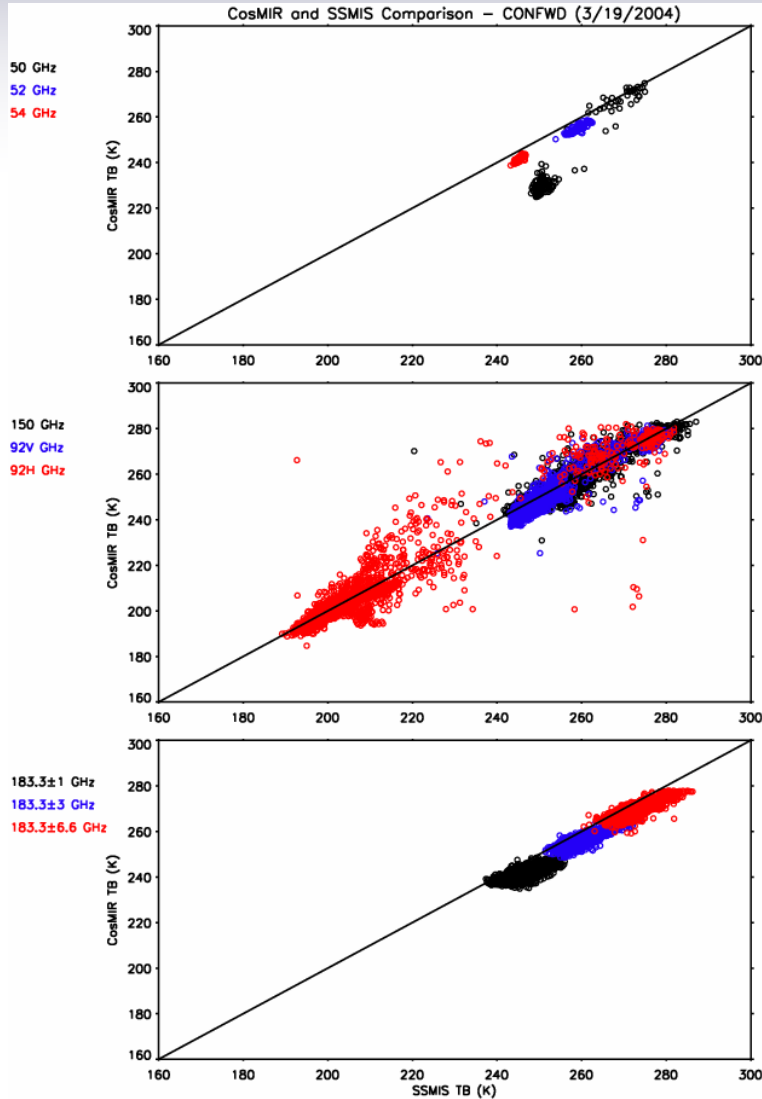 CosMIR and SSMIS Comparison – CONFWD (3/19/2004)
50 GHz
52 GHz
54 GHz
CosMIR TB (K)
300
280
260
240
220
200
180
160
160 180 200 220 240 260 280 300
150 GHz
92V GHz
92H GHz
CosMIR TB (K)
300
280
260
240
220
200
180
160
160 180 200 220 240 260 280 300
183.3±1 GHz
183.3±3 GHz
183.3±6.6 GHz
CosMIR TB (K)
300
280
260
240
220
200
180
160
160 180 200 220 240 260 280 300
SSMIS TB (K)